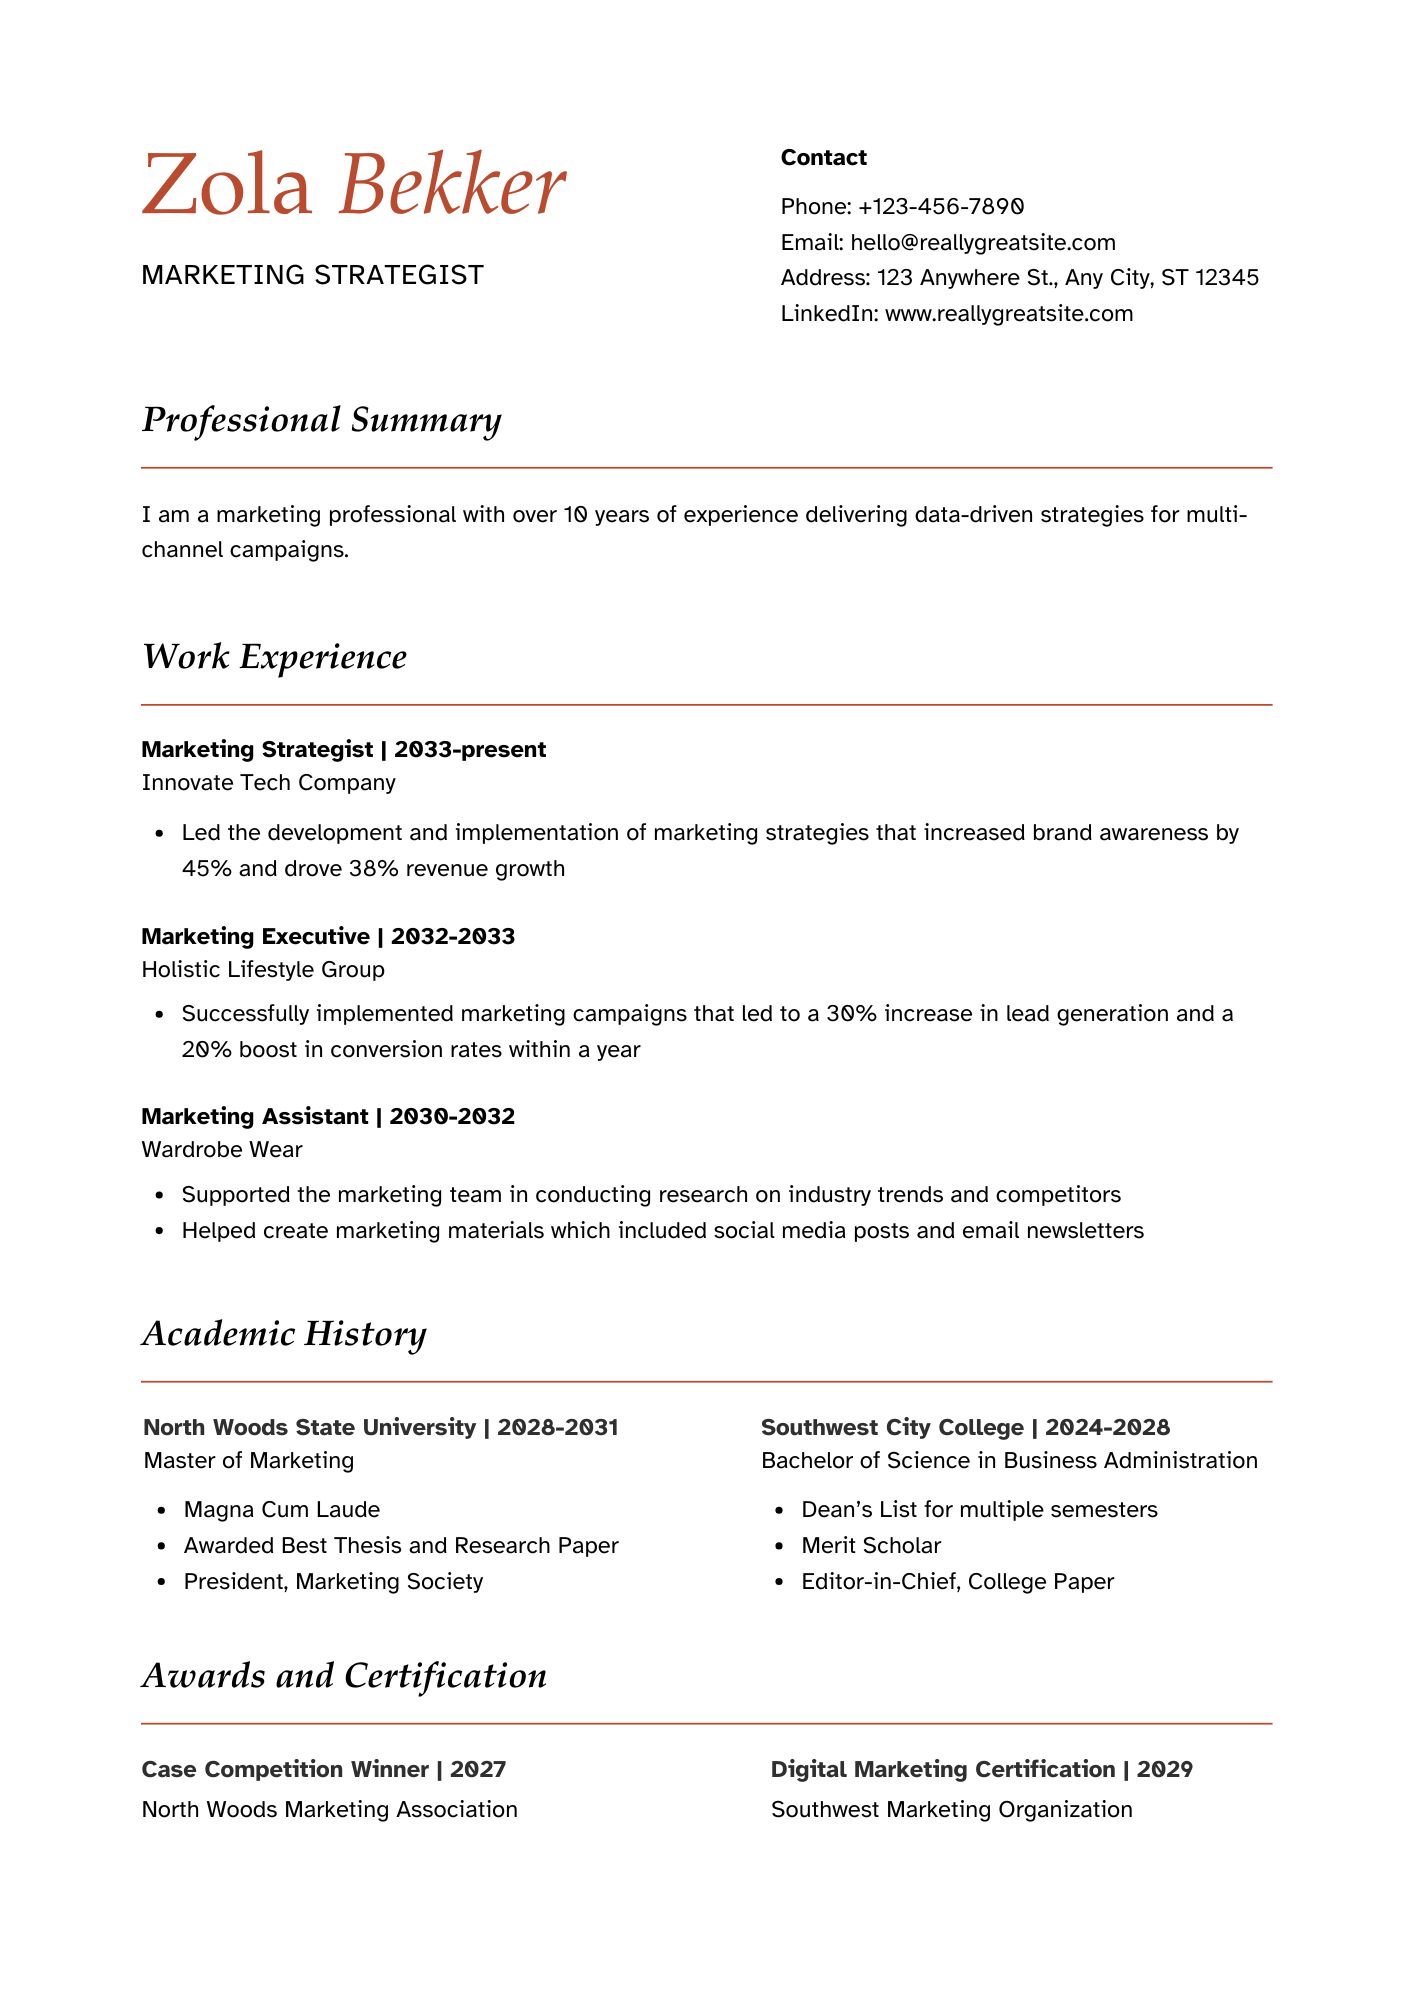 Zola Bekker
MARKETING STRATEGIST
Contact
Phone: +123-456-7890
Email: hello@reallygreatsite.com
Address: 123 Anywhere St., Any City, ST 12345
LinkedIn: www.reallygreatsite.com
Professional Summary
I am a marketing professional with over 10 years of experience delivering data-driven strategies for multi-
channel campaigns.
Work Experience
Marketing Strategist | 2033-present
Innovate Tech Company
• Led the development and implementation of marketing strategies that increased brand awareness by
45% and drove 38% revenue growth
Marketing Executive | 2032-2033
Holistic Lifestyle Group
• Successfully implemented marketing campaigns that led to a 30% increase in lead generation and a
20% boost in conversion rates within a year
Marketing Assistant | 2030-2032
Wardrobe Wear
• Supported the marketing team in conducting research on industry trends and competitors
• Helped create marketing materials which included social media posts and email newsletters
Academic History
North Woods State University | 2028-2031
Master of Marketing
• Magna Cum Laude
• Awarded Best Thesis and Research Paper
• President, Marketing Society
Southwest City College | 2024-2028
Bachelor of Science in Business Administration
• Dean’s List for multiple semesters
• Merit Scholar
• Editor-in-Chief, College Paper
Awards and Certification
Case Competition Winner | 2027
North Woods Marketing Association
Digital Marketing Certification | 2029
Southwest Marketing Organization